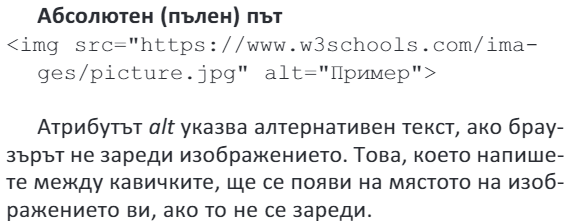 Абсолютен (пълен) път
<img src="https://www.w3schools.com/ima-
ges/picture.jpg" alt="Пример">
Атрибутът alt указва алтернативен текст, ако брау-
зърът не зареди изображението. Това, което напише-
те между кавичките, ще се появи на мястото на изоб-
ражението ви, ако то не се зареди.